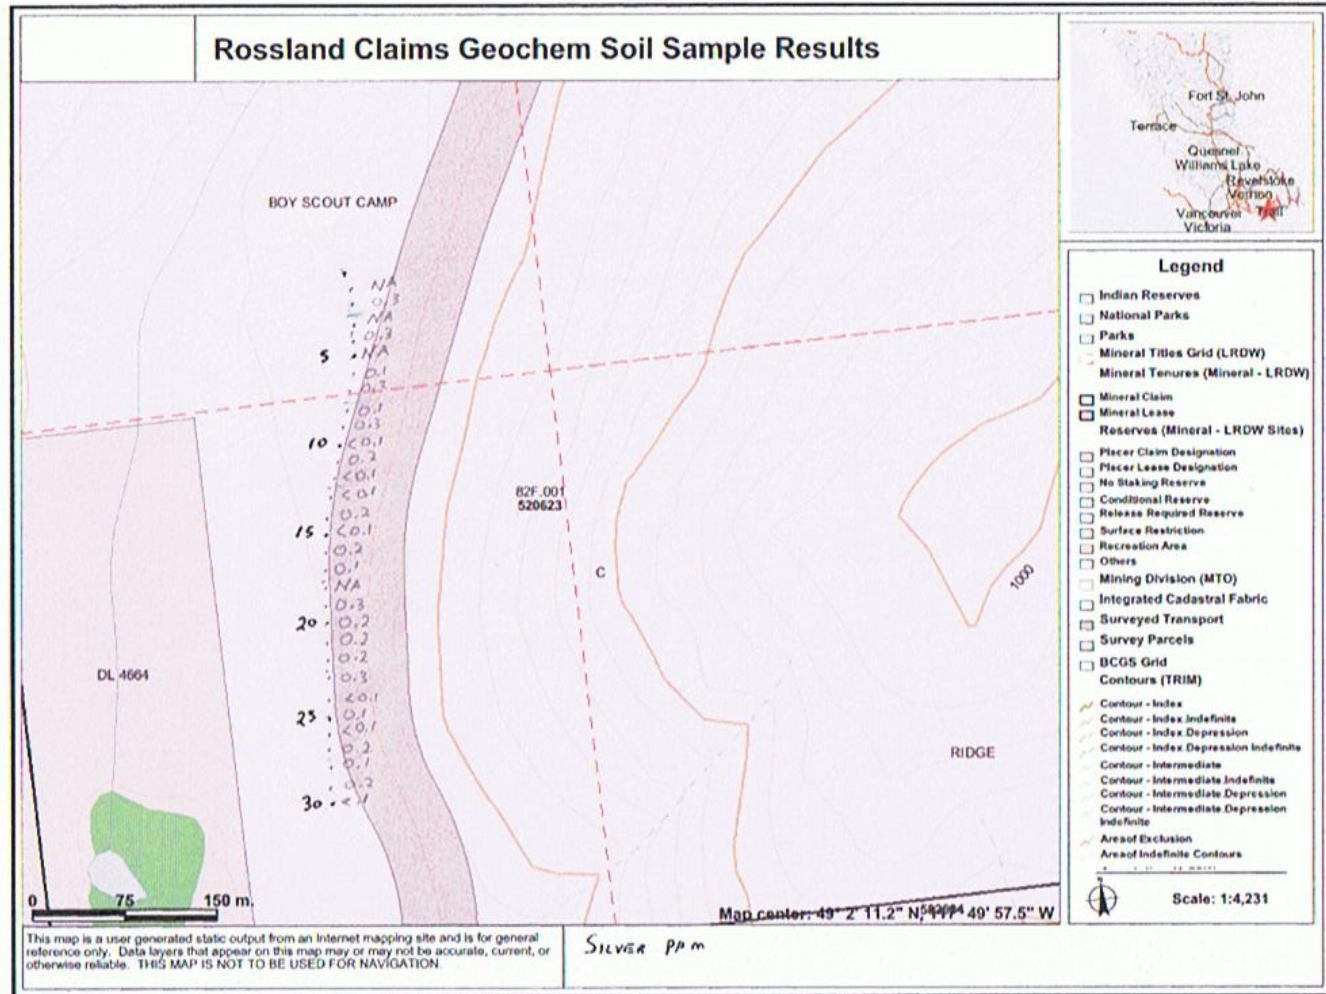 Rossland Claims Geochem Soil Sample Results
BOY SCOUT CAMP
NA
0.3
NA
0.3
5 NA
0.1
0.3
0.1
0.3
10 <0.1
0.2
<0.1
<0.1
0.2
15 <0.1
0.2
0.1
NA
0.3
20 0.2
0.2
0.2
0.3
<0.1
25 0.1
<0.1
0.2
0.1
0.2
30 <.1
82F.001
520623
C
1000
DL 4664
RIDGE
0 75 150 m.
Map center: 49° 2' 11.2" N, 49' 57.5" W
This map is a user generated static output from an Internet mapping site and is for general
reference only. Data layers that appear on this map may or may not be accurate, current, or
otherwise reliable. THIS MAP IS NOT TO BE USED FOR NAVIGATION.
SILVER PPM
Fort St. John
Terrace
Quesnel
Williams Lake
Revelstoke
Vernon
Vancouver Trail
Victoria
Legend
Indian Reserves
National Parks
Parks
Mineral Titles Grid (LRDW)
Mineral Tenures (Mineral - LRDW)
Mineral Claim
Mineral Lease
Reserves (Mineral - LRDW Sites)
Placer Claim Designation
Placer Lease Designation
No Staking Reserve
Conditional Reserve
Release Required Reserve
Surface Restriction
Recreation Area
Others
Mining Division (MTO)
Integrated Cadastral Fabric
Surveyed Transport
Survey Parcels
BCGS Grid
Contours (TRIM)
Contour - Index
Contour - Index.Indefinite
Contour - Index.Depression
Contour - Index.Depression Indefinite
Contour - Intermediate
Contour - Intermediate.Indefinite
Contour - Intermediate.Depression
Contour - Intermediate.Depression
Indefinite
Area of Exclusion
Area of Indefinite Contours
Scale: 1:4,231